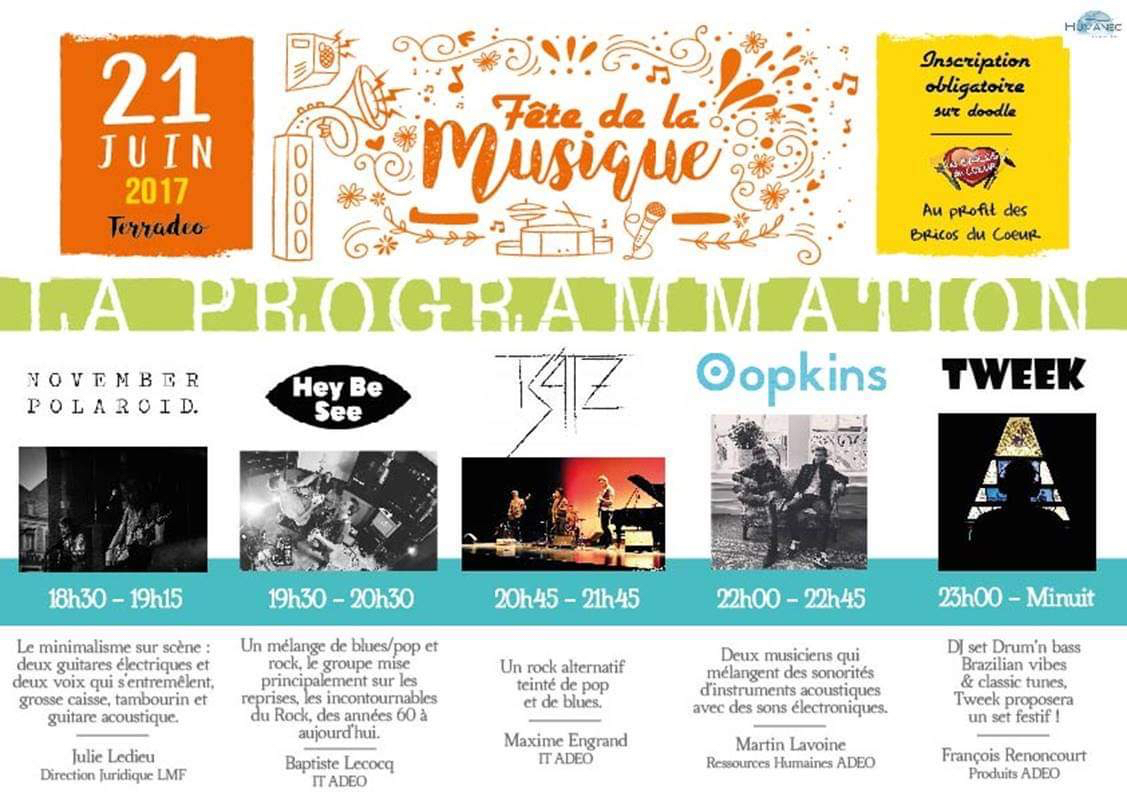 HUMANEC
21
JUIN
2017
Terradeo
Fête de la
Musique
Inscription
obligatoire
sur doodle
Au profit des
Bricos du Coeur
LA PROGRAMMATION
NOVEMBER
POLAROID.
18h30 – 19h15
Le minimalisme sur scène :
deux guitares électriques et
deux voix qui s'entremêlent,
grosse caisse, tambourin et
guitare acoustique.
Julie Ledieu
Direction Juridique LMF
Hey Be
See
19h30 – 20h30
Un mélange de blues/pop et
rock, le groupe mise
principalement sur les
reprises, les incontournables
du Rock, des années 60 à
aujourd'hui.
Baptiste Lecocq
IT ADEO
20h45 – 21h45
Un rock alternatif
teinté de pop
et de blues.
Maxime Engrand
IT ADEO
Oopkins
22h00 – 22h45
Deux musiciens qui
mélangent des sonorités
d'instruments acoustiques
avec des sons électroniques.
Martin Lavoine
Ressources Humaines ADEO
TWEEK
23h00 – Minuit
DJ set Drum'n bass
Brazilian vibes
& classic tunes,
Tweek proposera
un set festif !
François Renoncourt
Produits ADEO